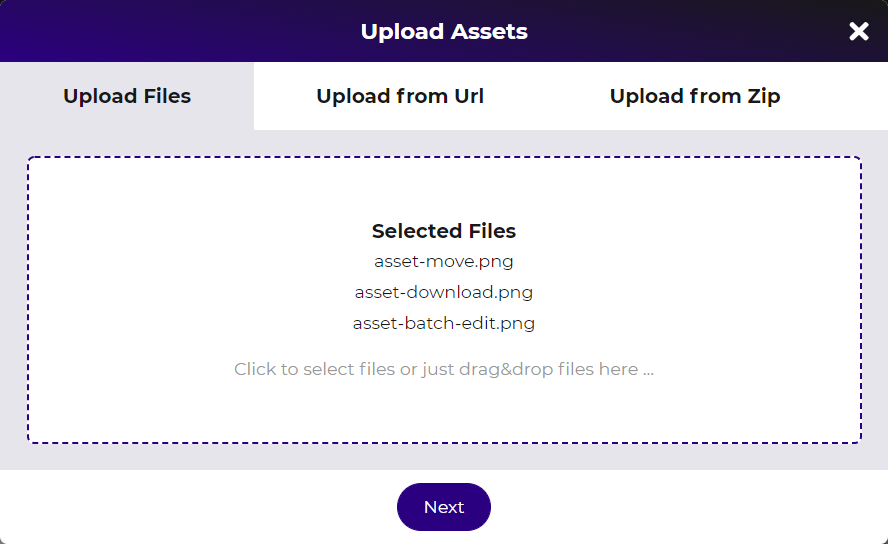 Upload Assets
Upload Files
Upload from Url
Upload from Zip
Selected Files
asset-move.png
asset-download.png
asset-batch-edit.png
Click to select files or just drag&drop files here ...
Next